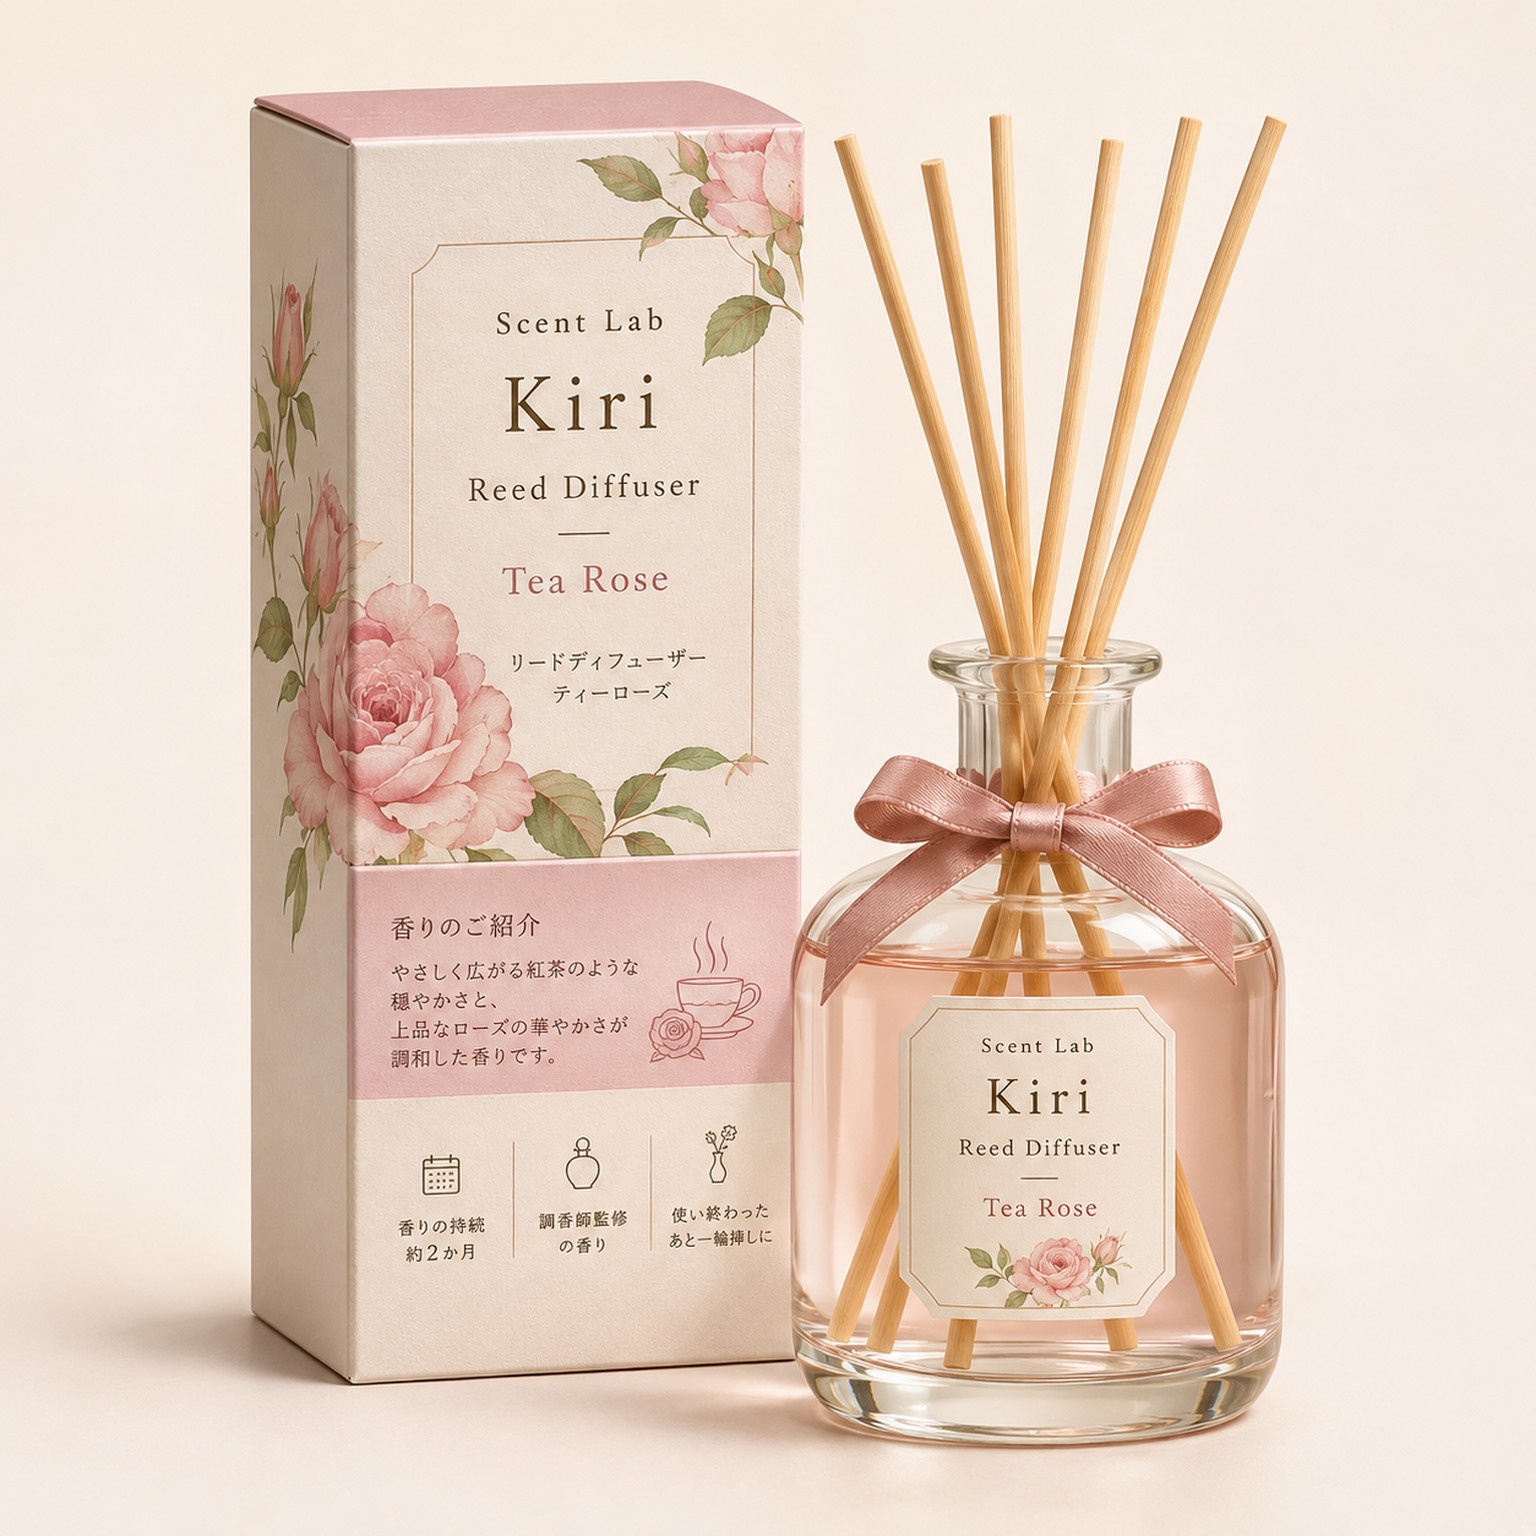 Scent Lab
Kiri
Reed Diffuser
Tea Rose
リードディフューザー
ティーローズ
香りのご紹介
やさしく広がる紅茶のような
穏やかさと、
上品なローズの華やかさが
調和した香りです。
香りの持続
約2か月
調香師監修
の香り
使い終わった
あと一輪挿しに
Scent Lab
Kiri
Reed Diffuser
Tea Rose